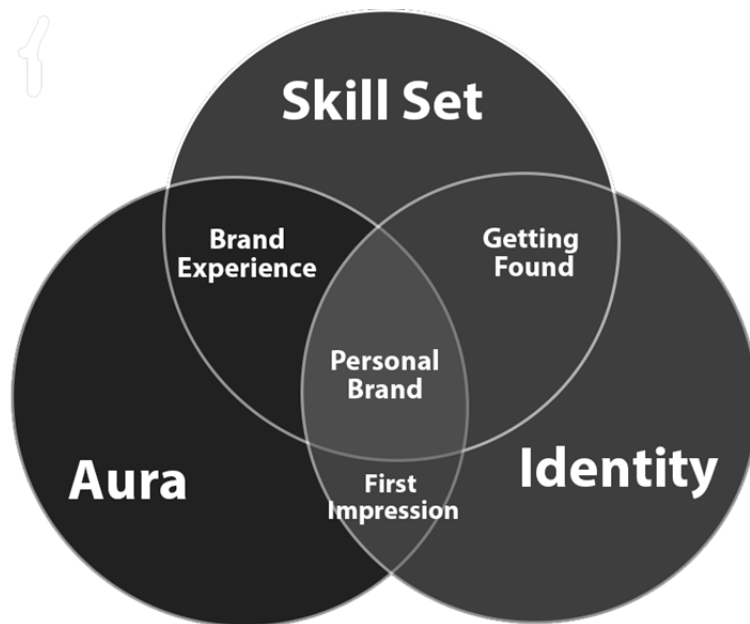 Skill Set
Brand
Experience
Getting
Found
Personal
Brand
Aura
Identity
First
Impression